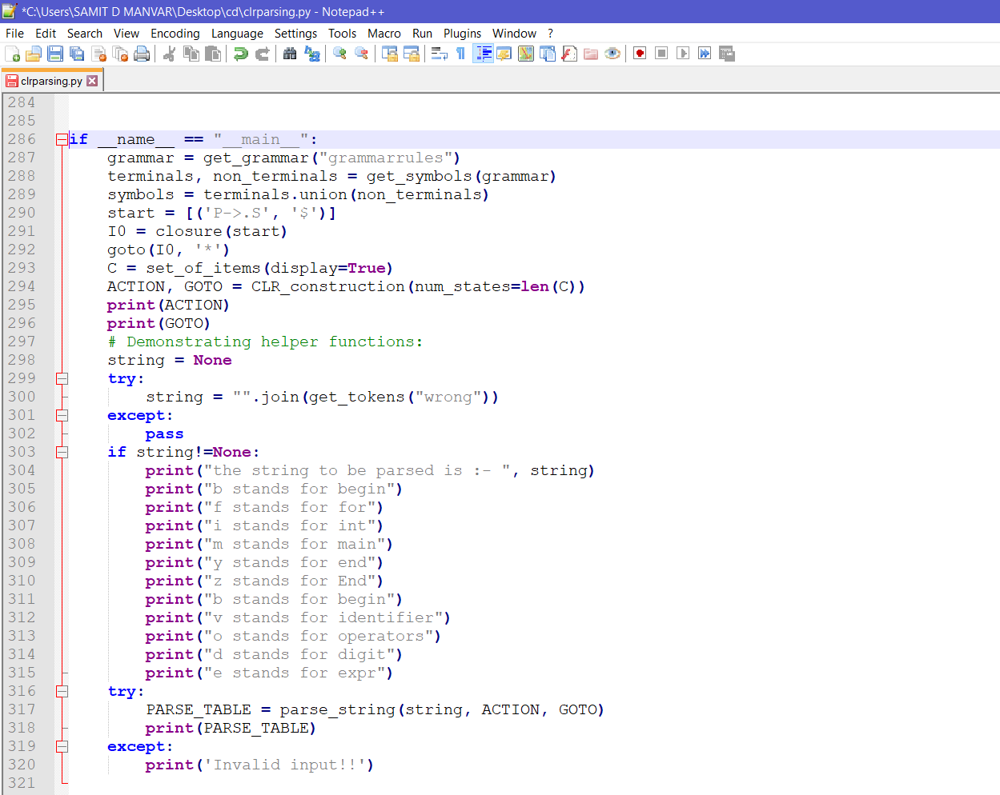 *C:\Users\SAMIT D MANVAR\Desktop\cd\clrparsing.py - Notepad++
File Edit Search View Encoding Language Settings Tools Macro Run Plugins Window ?
clrparsing.py
284
285
286 if __name__ == "__main__":
287 grammar = get_grammar("grammarrules")
288 terminals, non_terminals = get_symbols(grammar)
289 symbols = terminals.union(non_terminals)
290 start = [('P->.S', '$')]
291 I0 = closure(start)
292 goto(I0, '*')
293 C = set_of_items(display=True)
294 ACTION, GOTO = CLR_construction(num_states=len(C))
295 print(ACTION)
296 print(GOTO)
297 # Demonstrating helper functions:
298 string = None
299 try:
300 string = "".join(get_tokens("wrong"))
301 except:
302 pass
303 if string!=None:
304 print("the string to be parsed is :- ", string)
305 print("b stands for begin")
306 print("f stands for for")
307 print("i stands for int")
308 print("m stands for main")
309 print("y stands for end")
310 print("z stands for End")
311 print("b stands for begin")
312 print("v stands for identifier")
313 print("o stands for operators")
314 print("d stands for digit")
315 print("e stands for expr")
316 try:
317 PARSE_TABLE = parse_string(string, ACTION, GOTO)
318 print(PARSE_TABLE)
319 except:
320 print('Invalid input!!')
321